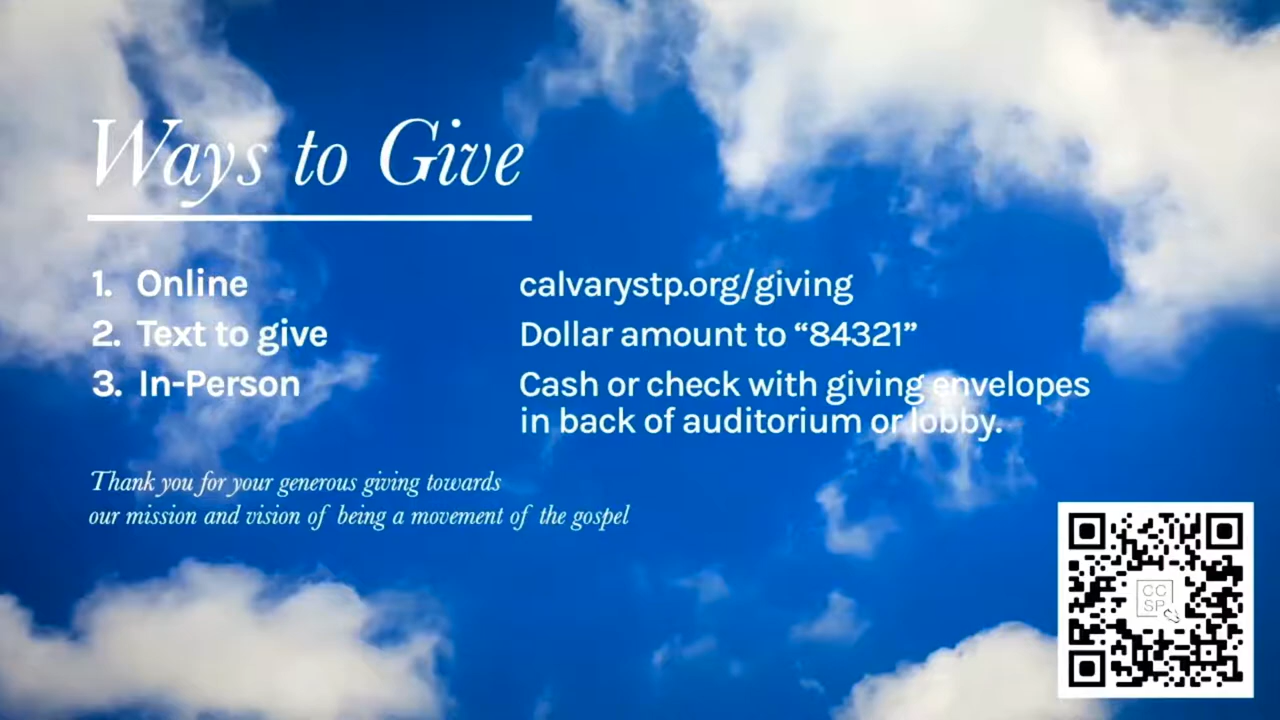 Ways to Give
1. Online calvarystp.org/giving
2. Text to give Dollar amount to “84321”
3. In-Person Cash or check with giving envelopes
in back of auditorium or lobby.
Thank you for your generous giving towards
our mission and vision of being a movement of the gospel
CC
SP